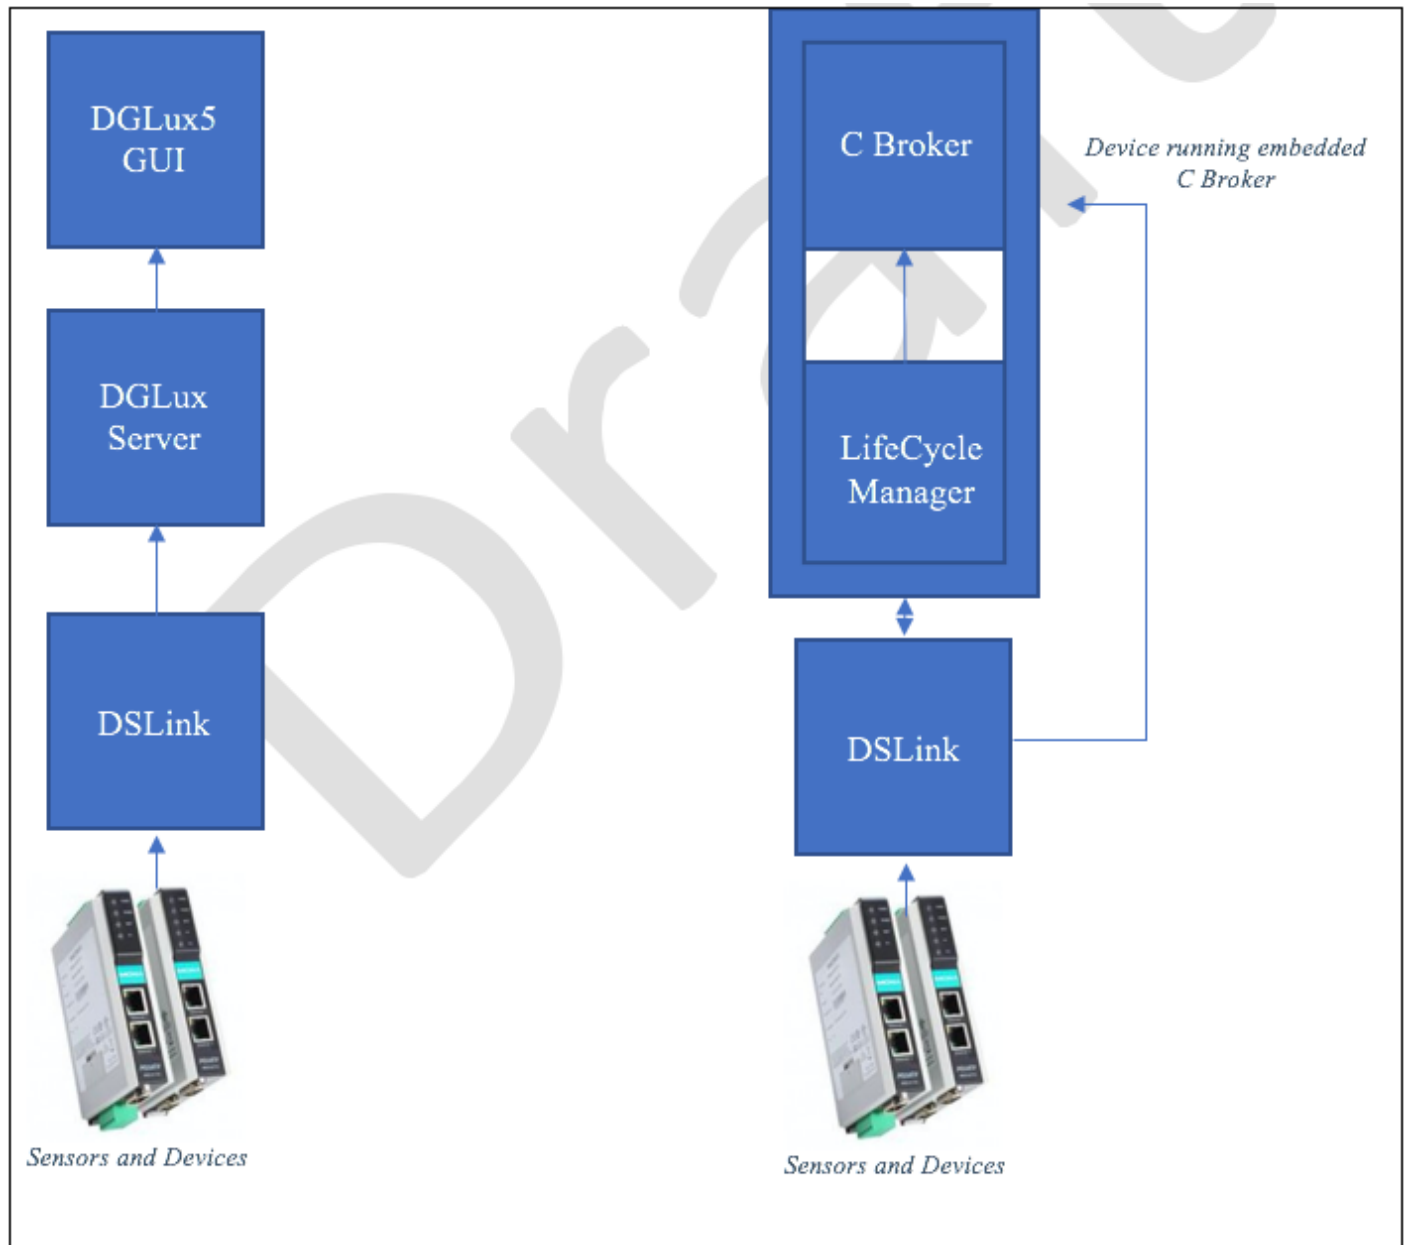 DGLux5
GUI
DGLux
Server
DSLink
Sensors and Devices
C Broker
LifeCycle
Manager
DSLink
Sensors and Devices
Device running embedded
C Broker